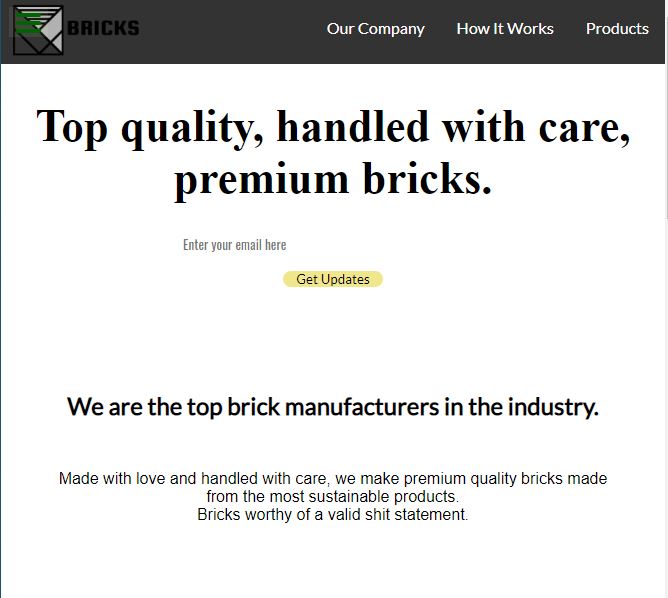 BRICKS
Our Company How It Works Products
Top quality, handled with care,
premium bricks.
Enter your email here
Get Updates
We are the top brick manufacturers in the industry.
Made with love and handled with care, we make premium quality bricks made
from the most sustainable products.
Bricks worthy of a valid shit statement.